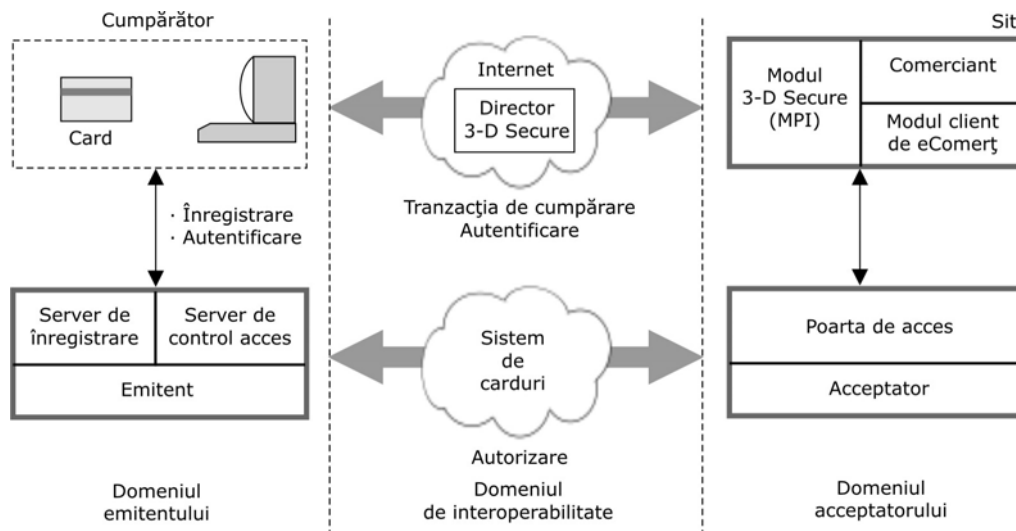 Cumpărător
Card
· Înregistrare
· Autentificare
Server de
înregistrare
Server de
control acces
Emitent
Domeniul
emitentului
Internet
Director
3-D Secure
Tranzacţia de cumpărare
Autentificare
Sistem
de
carduri
Autorizare
Domeniul
de interoperabilitate
Sit
Modul
3-D Secure
(MPI)
Comerciant
Modul client
de eComerţ
Poarta de acces
Acceptator
Domeniul
acceptatorului